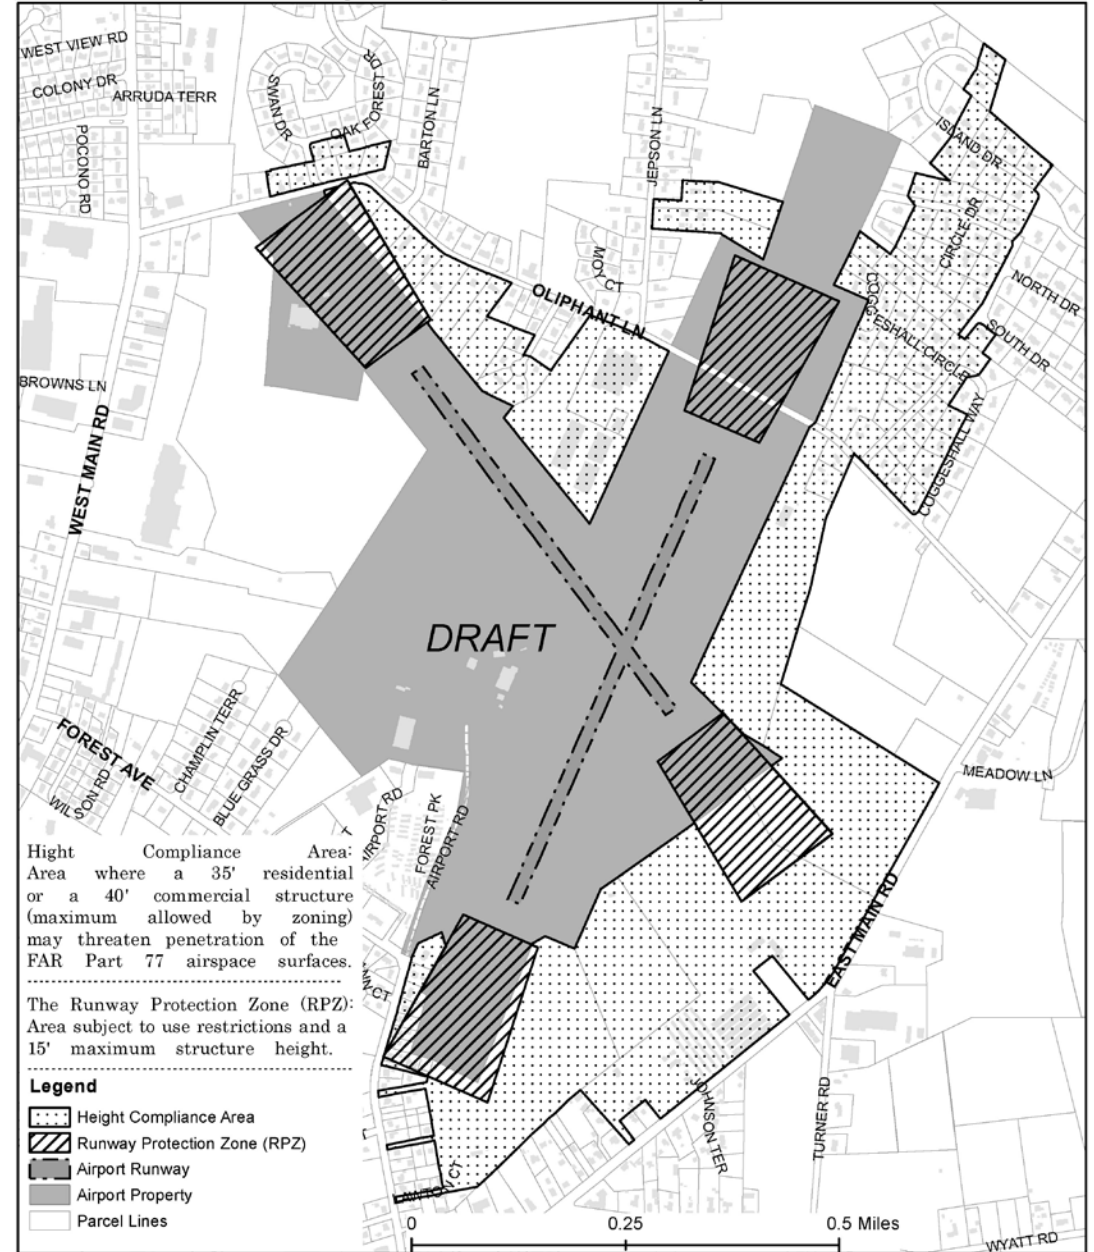 WEST VIEW RD
COLONY DR
ARRUDA TERR
POCONO RD
SWAN DR
OAK FOREST DR
BARTON LN
JEPSON LN
ISLAND DR
CIRCLE DR
NORTH DR
SOUTH DR
MOY CT
OLIPHANT LN
COGGESHALL CIRCLE
COGGESHALL WAY
BROWNS LN
WEST MAIN RD
DRAFT
FOREST AVE
CHAMPLIN TERR
BLUE GRASS DR
WILSON RD
MEADOW LN
AIRPORT RD
FOREST PK
AIRPORT RD
EAST MAIN RD
JOHNSON TER
TURNER RD
WYATT RD
Hight Compliance Area:
Area where a 35' residential
or a 40' commercial structure
(maximum allowed by zoning)
may threaten penetration of the
FAR Part 77 airspace surfaces.
The Runway Protection Zone (RPZ):
Area subject to use restrictions and a
15' maximum structure height.
Legend
Height Compliance Area
Runway Protection Zone (RPZ)
Airport Runway
Airport Property
Parcel Lines
0 0.25 0.5 Miles